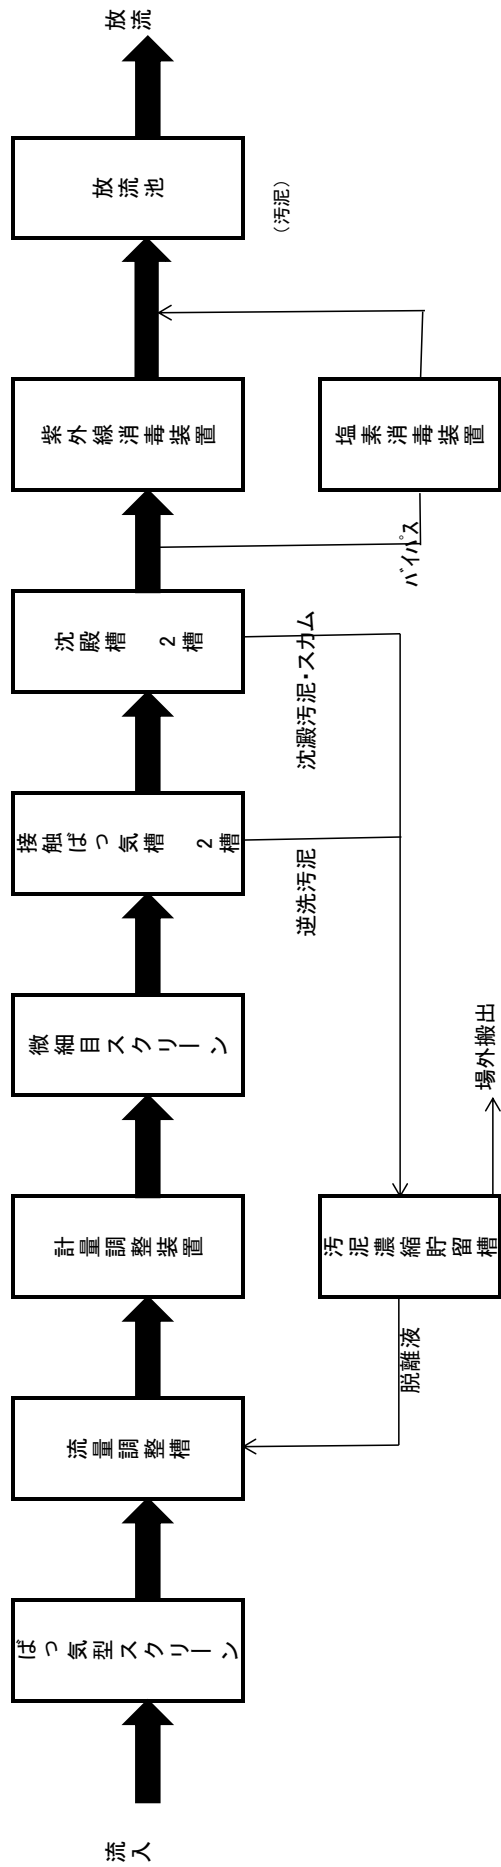 流入
ばっ気型スクリーン
流量調整槽
計量調整装置
微細目スクリーン
接触ばっ気槽 2槽
沈殿槽 2槽
紫外線消毒装置
放流池
放流
脱離液
汚泥濃縮貯留槽
場外搬出
逆洗汚泥
沈澱汚泥・スカム
バイパス
塩素消毒装置
(汚泥)